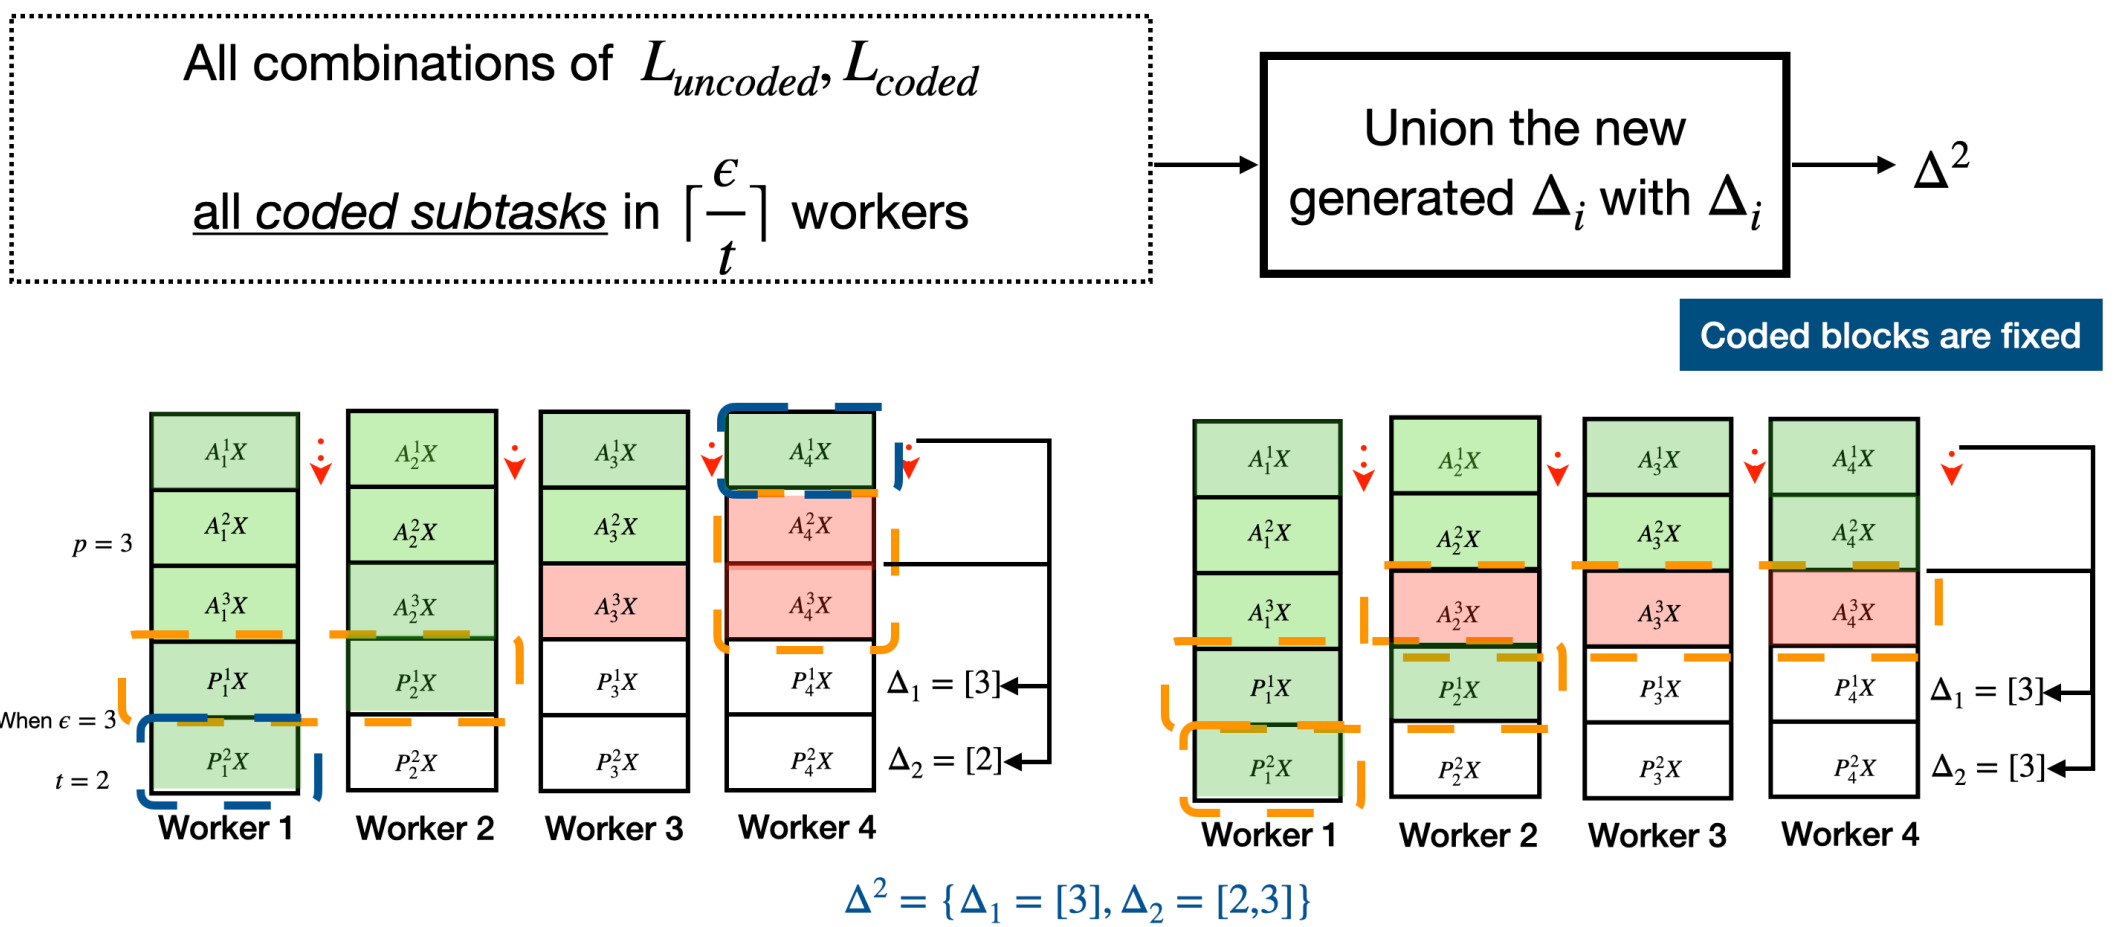 All combinations of L_uncoded, L_coded
all coded subtasks in ⌈ϵ/t⌉ workers
Union the new
generated Δ_i with Δ_i
Δ^2
Coded blocks are fixed
A_1^1X A_2^1X A_3^1X A_4^1X
A_1^2X A_2^2X A_3^2X A_4^2X
p = 3
A_1^3X A_2^3X A_3^3X A_4^3X
P_1^1X P_2^1X P_3^1X P_4^1X Δ_1 = [3]
When ϵ = 3
P_1^2X P_2^2X P_3^2X P_4^2X Δ_2 = [2]
t = 2
Worker 1 Worker 2 Worker 3 Worker 4
A_1^1X A_2^1X A_3^1X A_4^1X
A_1^2X A_2^2X A_3^2X A_4^2X
A_1^3X A_2^3X A_3^3X A_4^3X
P_1^1X P_2^1X P_3^1X P_4^1X Δ_1 = [3]
P_1^2X P_2^2X P_3^2X P_4^2X Δ_2 = [3]
Worker 1 Worker 2 Worker 3 Worker 4
Δ^2 = {Δ_1 = [3], Δ_2 = [2,3]}